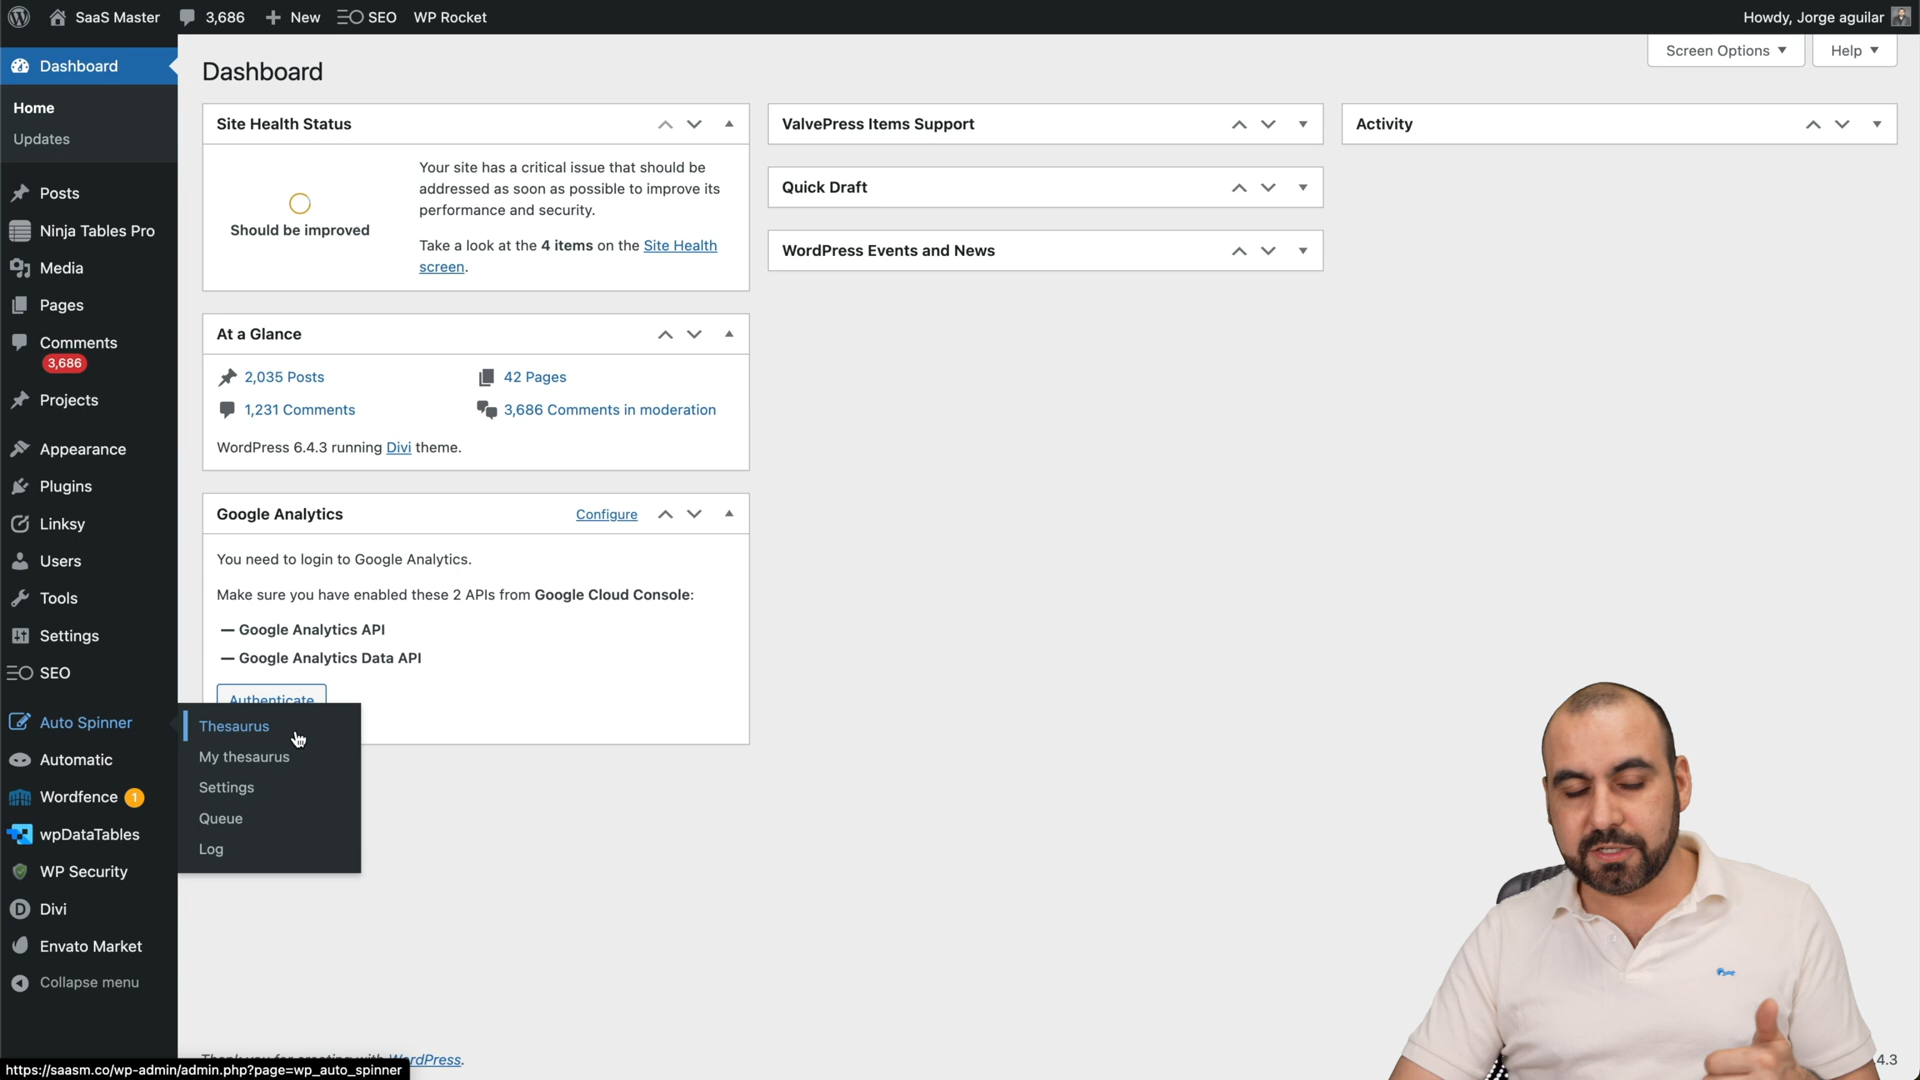 SaaS Master
3,686
New
SEO
WP Rocket
Howdy, Jorge aguilar
Screen Options
Help
Dashboard
Home
Updates
Posts
Ninja Tables Pro
Media
Pages
Comments
3,686
Projects
Appearance
Plugins
Linksy
Users
Tools
Settings
SEO
Auto Spinner
Automatic
Wordfence 1
wpDataTables
WP Security
Divi
Envato Market
Collapse menu
Thesaurus
My thesaurus
Settings
Queue
Log
Dashboard
Site Health Status
Should be improved
Your site has a critical issue that should be
addressed as soon as possible to improve its
performance and security.
Take a look at the 4 items on the Site Health
screen.
At a Glance
2,035 Posts
42 Pages
1,231 Comments
3,686 Comments in moderation
WordPress 6.4.3 running Divi theme.
Google Analytics
Configure
You need to login to Google Analytics.
Make sure you have enabled these 2 APIs from Google Cloud Console:
— Google Analytics API
— Google Analytics Data API
Authenticate
ValvePress Items Support
Quick Draft
WordPress Events and News
Activity
Thank you for creating with WordPress.
4.3
https://saasm.co/wp-admin/admin.php?page=wp_auto_spinner